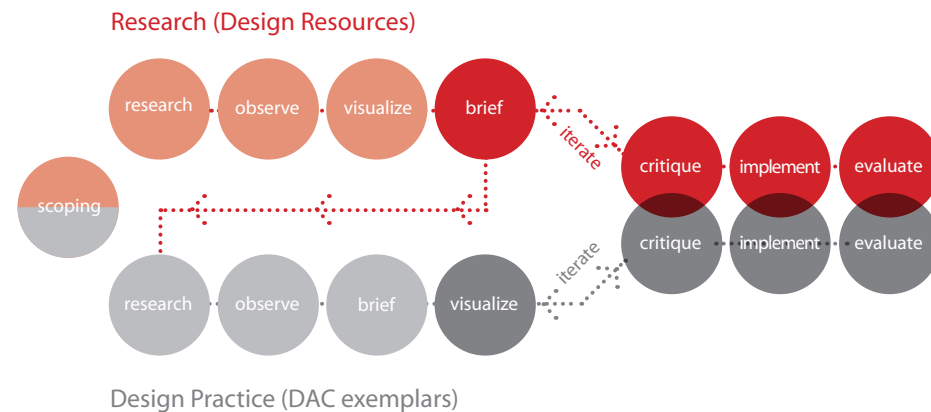 Research (Design Resources)
research
observe
visualize
brief
iterate
critique
implement
evaluate
scoping
critique
implement
evaluate
iterate
research
observe
brief
visualize
Design Practice (DAC exemplars)